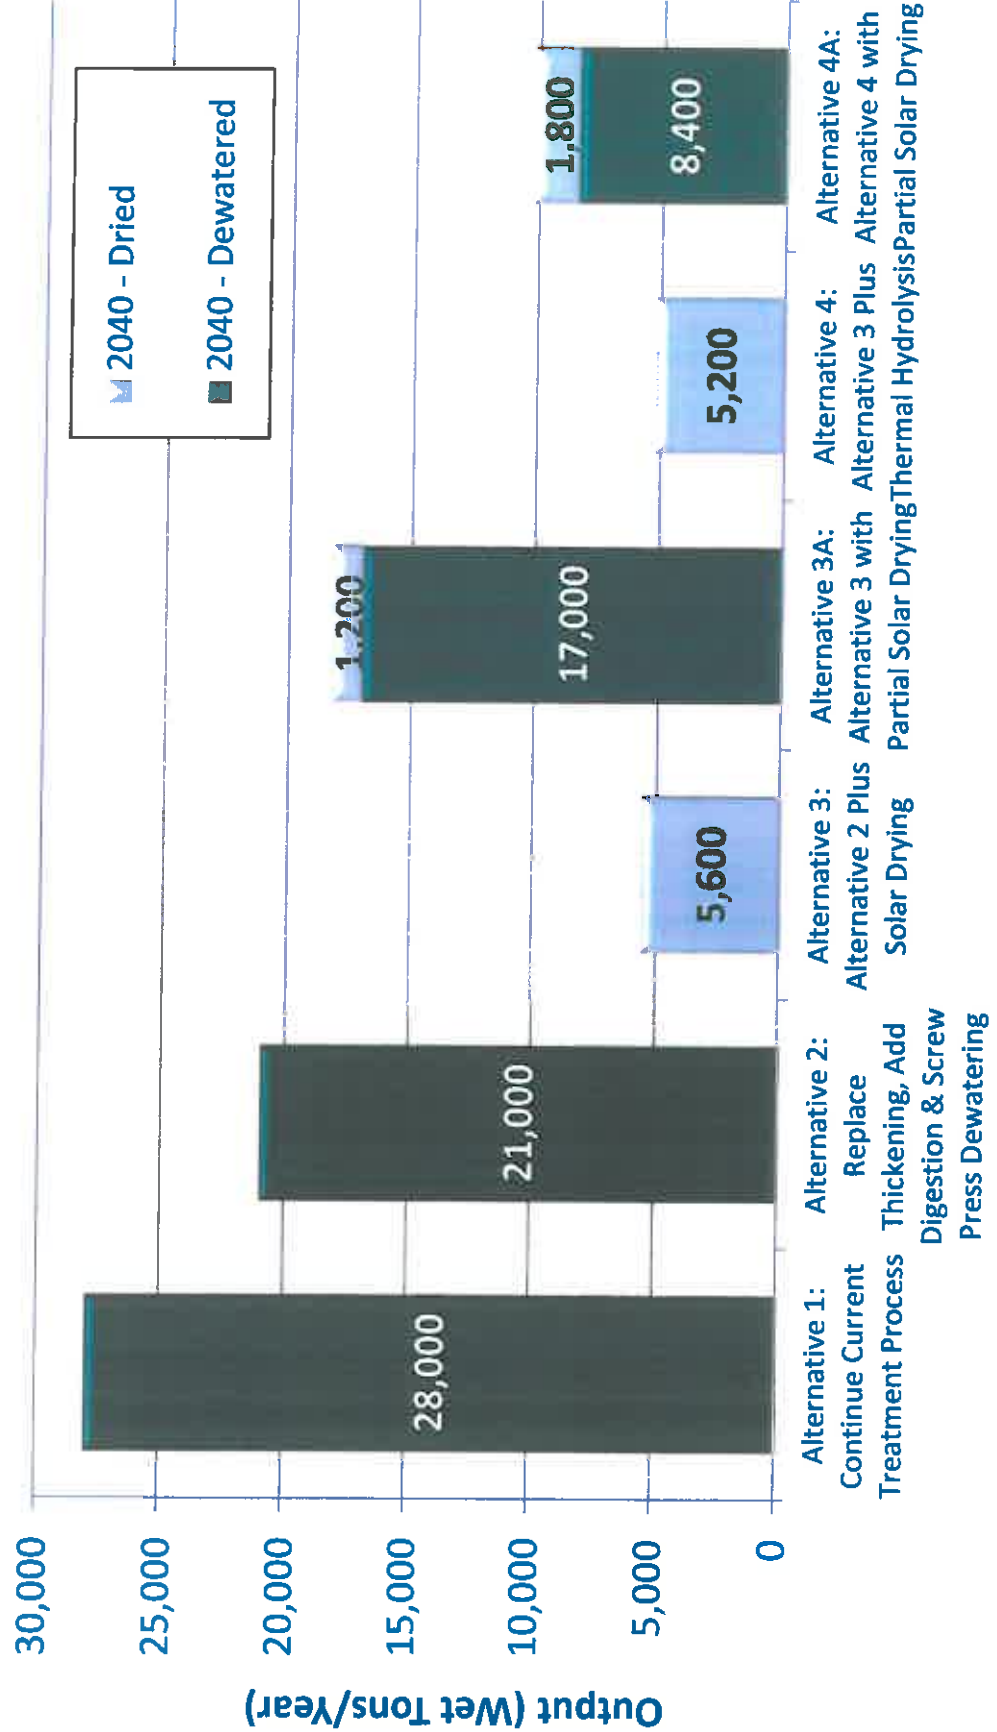 Output (Wet Tons/Year)
30,000
25,000
20,000
15,000
10,000
5,000
0
2040 - Dried
2040 - Dewatered
28,000
21,000
5,600
1,200
17,000
5,200
1.800
8,400
Alternative 1:
Continue Current
Treatment Process
Alternative 2:
Replace
Thickening, Add
Digestion & Screw
Press Dewatering
Alternative 3:
Alternative 2 Plus
Solar Drying
Alternative 3A:
Alternative 3 with
Partial Solar Drying
Alternative 4:
Alternative 3 Plus
Thermal Hydrolysis
Alternative 4A:
Alternative 4 with
Partial Solar Drying